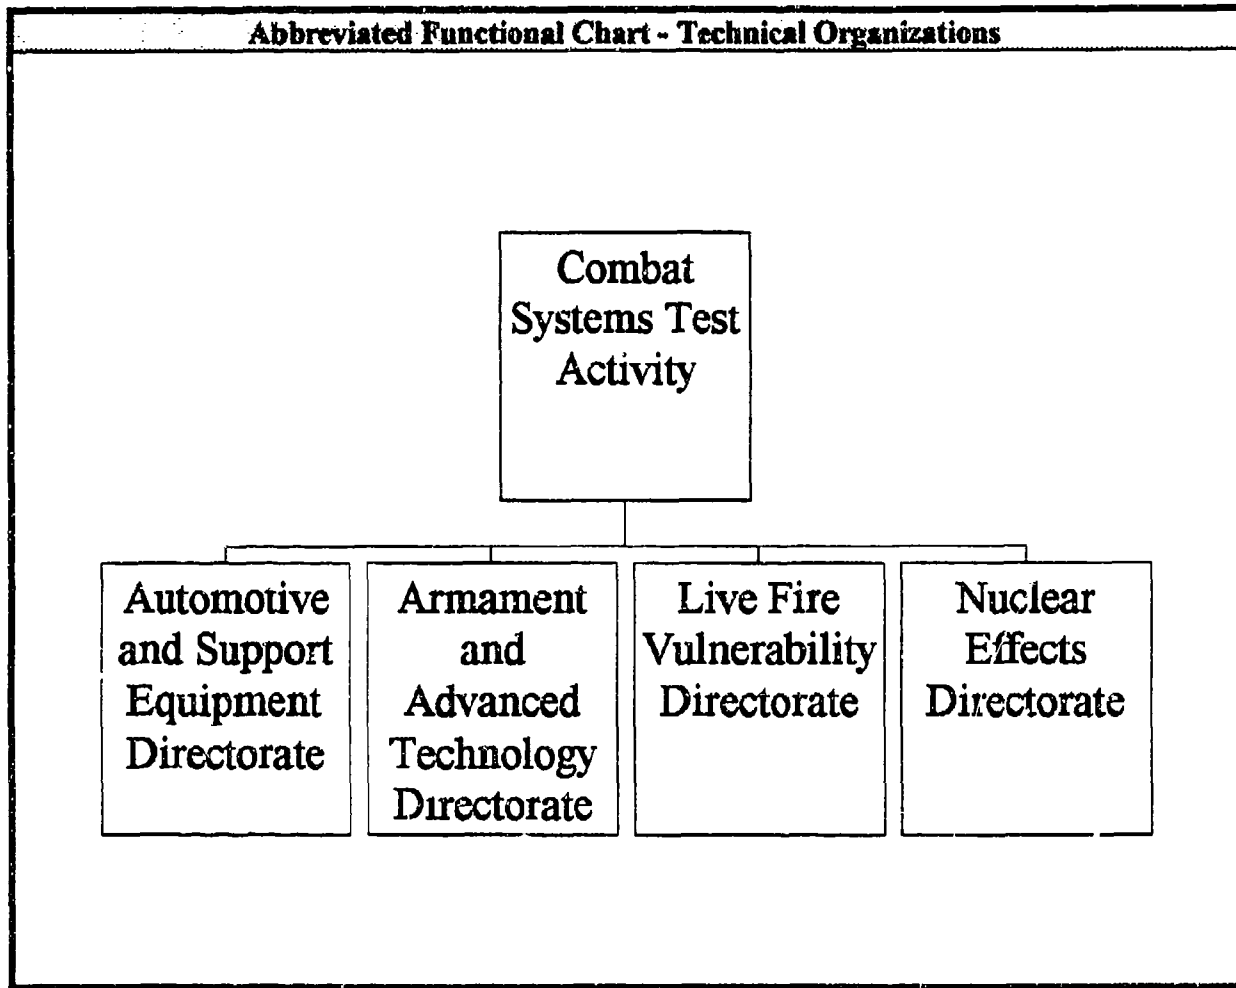 Abbreviated Functional Chart - Technical Organizations
Combat
Systems Test
Activity
Automotive
and Support
Equipment
Directorate
Armament
and
Advanced
Technology
Directorate
Live Fire
Vulnerability
Directorate
Nuclear
Effects
Directorate